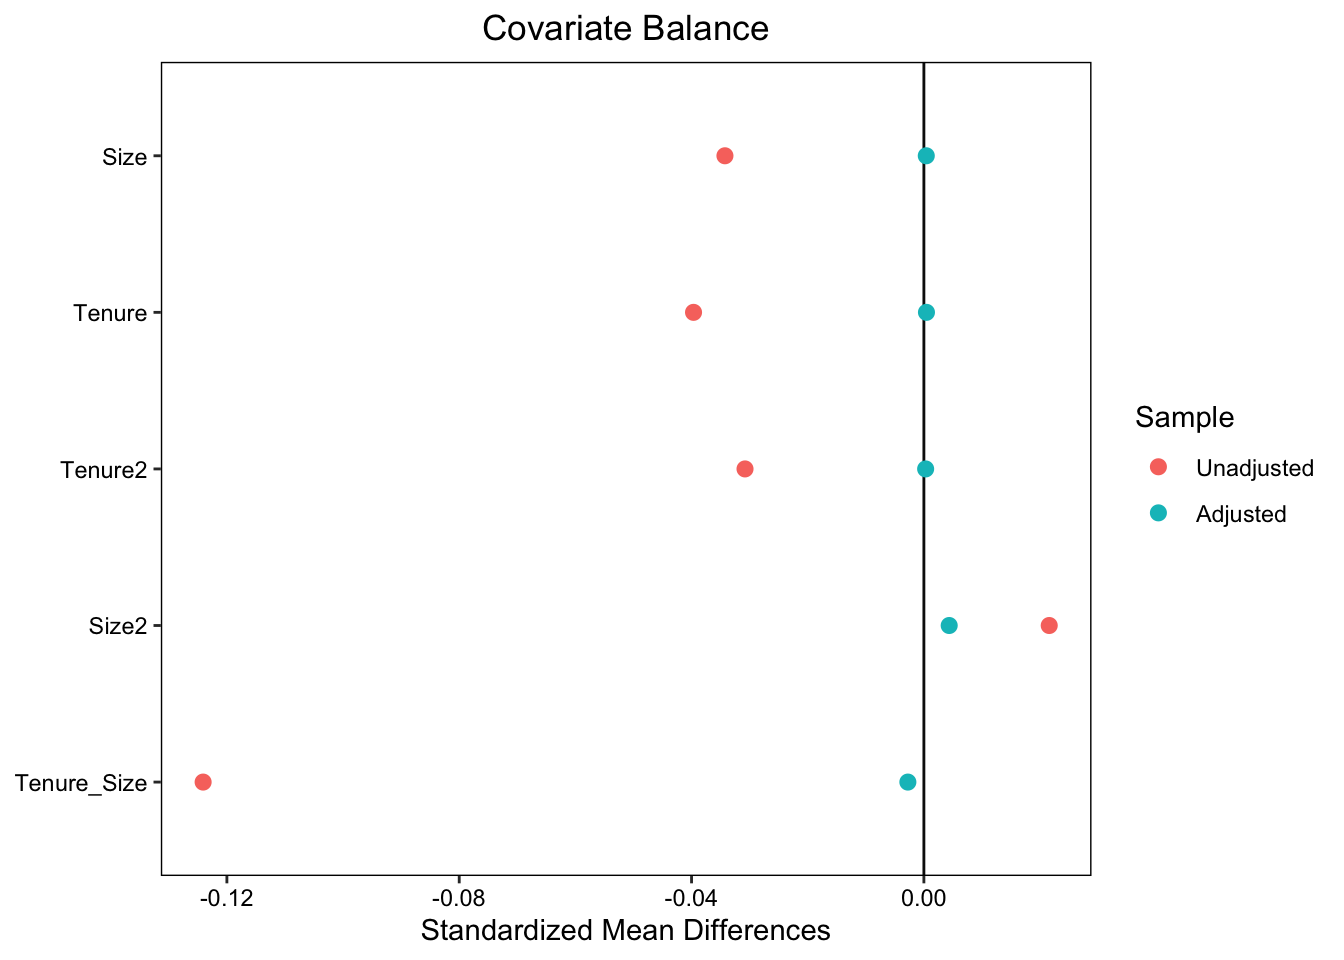 Covariate Balance
Size
Tenure
Tenure2
Size2
Tenure_Size
-0.12 -0.08 -0.04 0.00
Standardized Mean Differences
Sample
Unadjusted
Adjusted